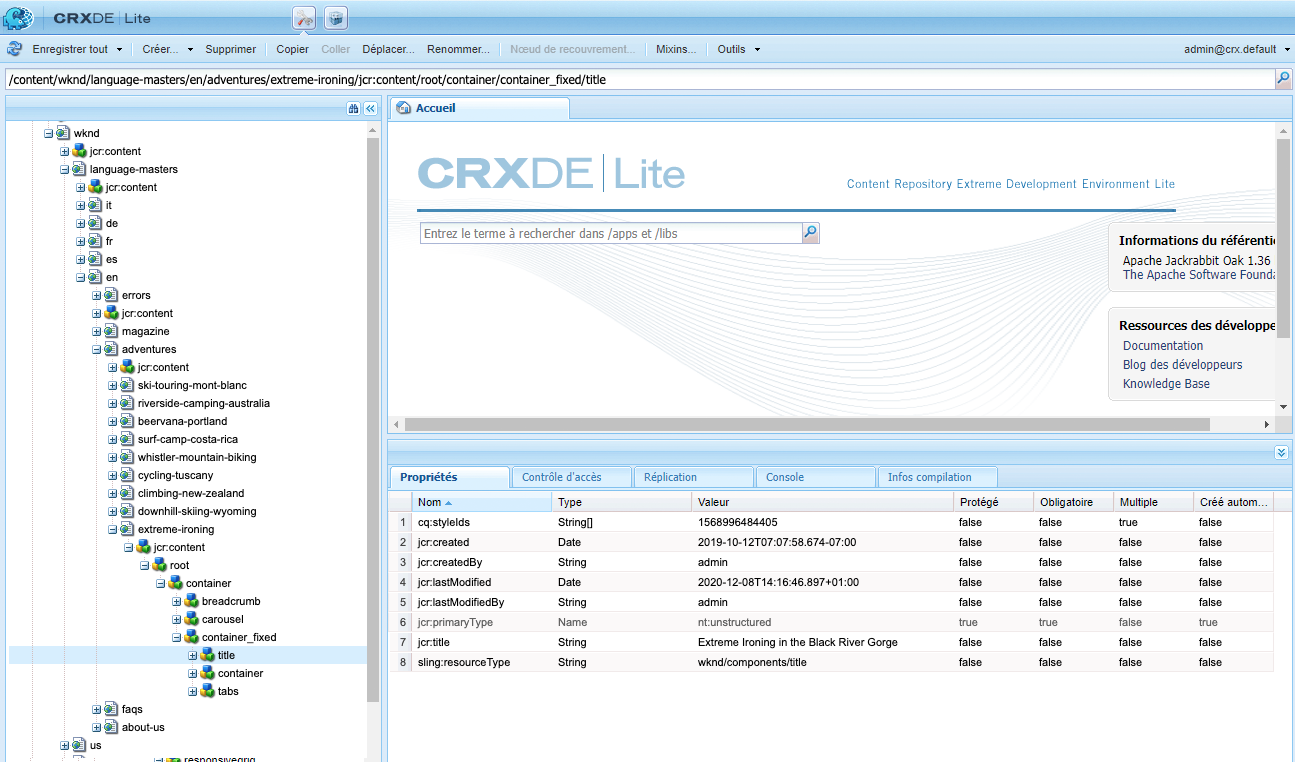 CRXDE | Lite
Enregistrer tout Créer... Supprimer Copier Coller Déplacer... Renommer... Nœud de recouvrement... Mixins... Outils admin@crx.default
/content/wknd/language-masters/en/adventures/extreme-ironing/jcr:content/root/container/container_fixed/title
wknd
jcr:content
language-masters
jcr:content
it
de
fr
es
en
errors
jcr:content
magazine
adventures
jcr:content
ski-touring-mont-blanc
riverside-camping-australia
beervana-portland
surf-camp-costa-rica
whistler-mountain-biking
cycling-tuscany
climbing-new-zealand
downhill-skiing-wyoming
extreme-ironing
jcr:content
root
container
breadcrumb
carousel
container_fixed
title
container
tabs
faqs
about-us
us
responsivegrid
Accueil
CRXDE | Lite
Content Repository Extreme Development Environment Lite
Entrez le terme à rechercher dans /apps et /libs
Informations du référentie
Apache Jackrabbit Oak 1.36
The Apache Software Founda
Ressources des développe
Documentation
Blog des développeurs
Knowledge Base
Propriétés Contrôle d'accès Réplication Console Infos compilation
Nom Type Valeur Protégé Obligatoire Multiple Créé autom...
1 cq:styleIds String[] 1568996484405 false false true false
2 jcr:created Date 2019-10-12T07:07:58.674-07:00 false false false false
3 jcr:createdBy String admin false false false false
4 jcr:lastModified Date 2020-12-08T14:16:46.897+01:00 false false false false
5 jcr:lastModifiedBy String admin false false false false
6 jcr:primaryType Name nt:unstructured true true false true
7 jcr:title String Extreme Ironing in the Black River Gorge false false false false
8 sling:resourceType String wknd/components/title false false false false